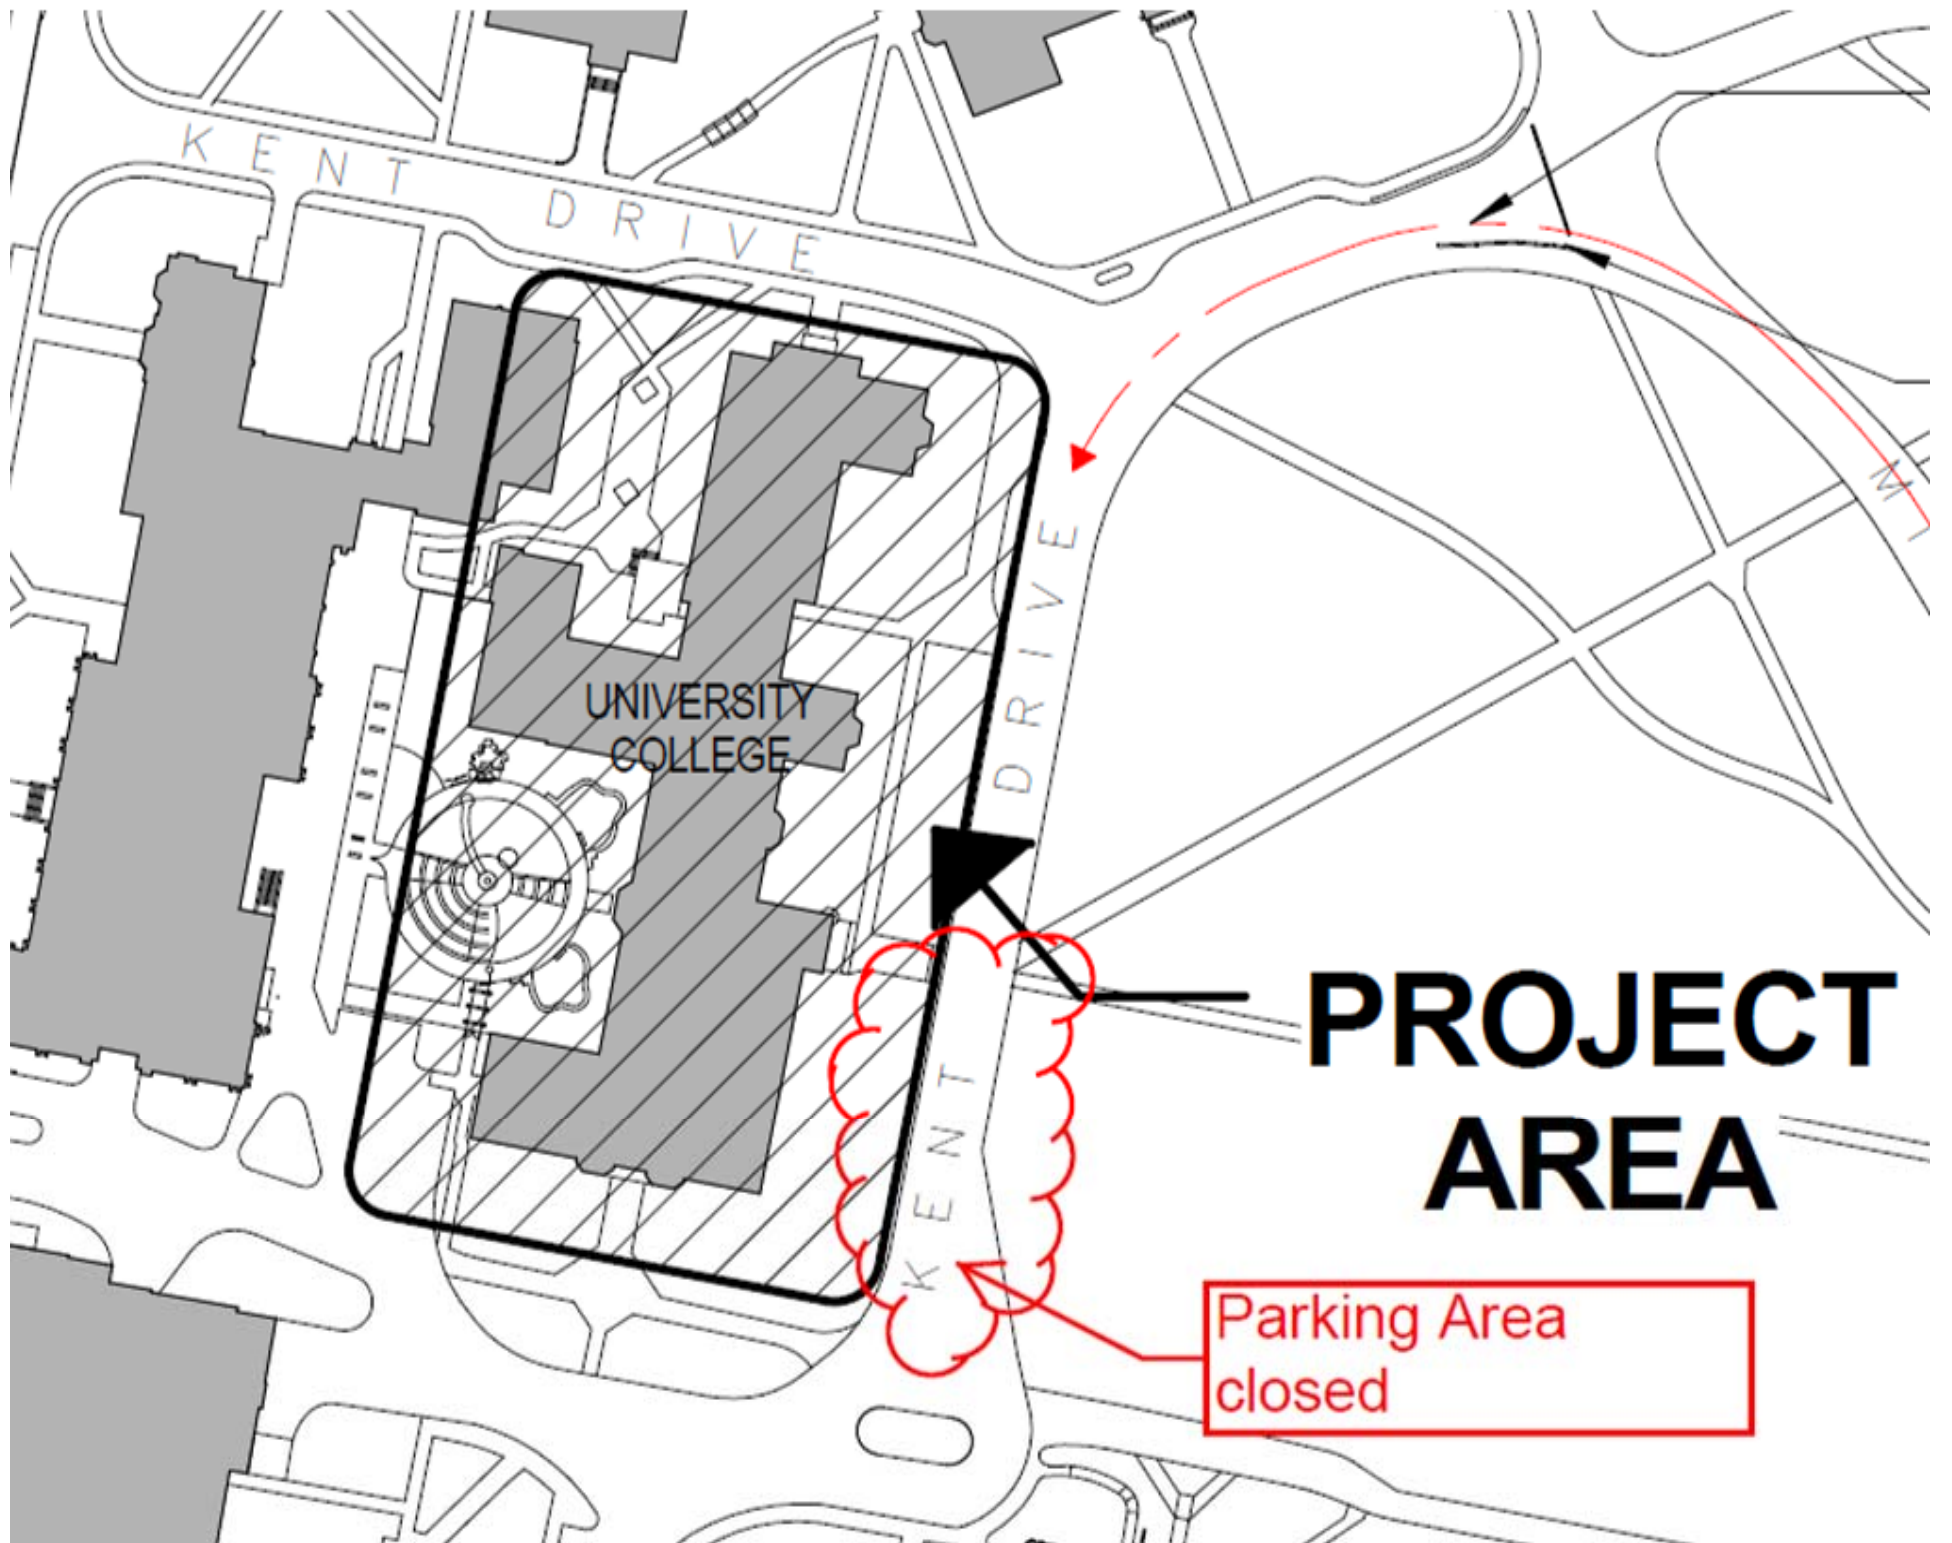 KENT DRIVE
UNIVERSITY
COLLEGE
KENT DRIVE
PROJECT
AREA
Parking Area
closed
M